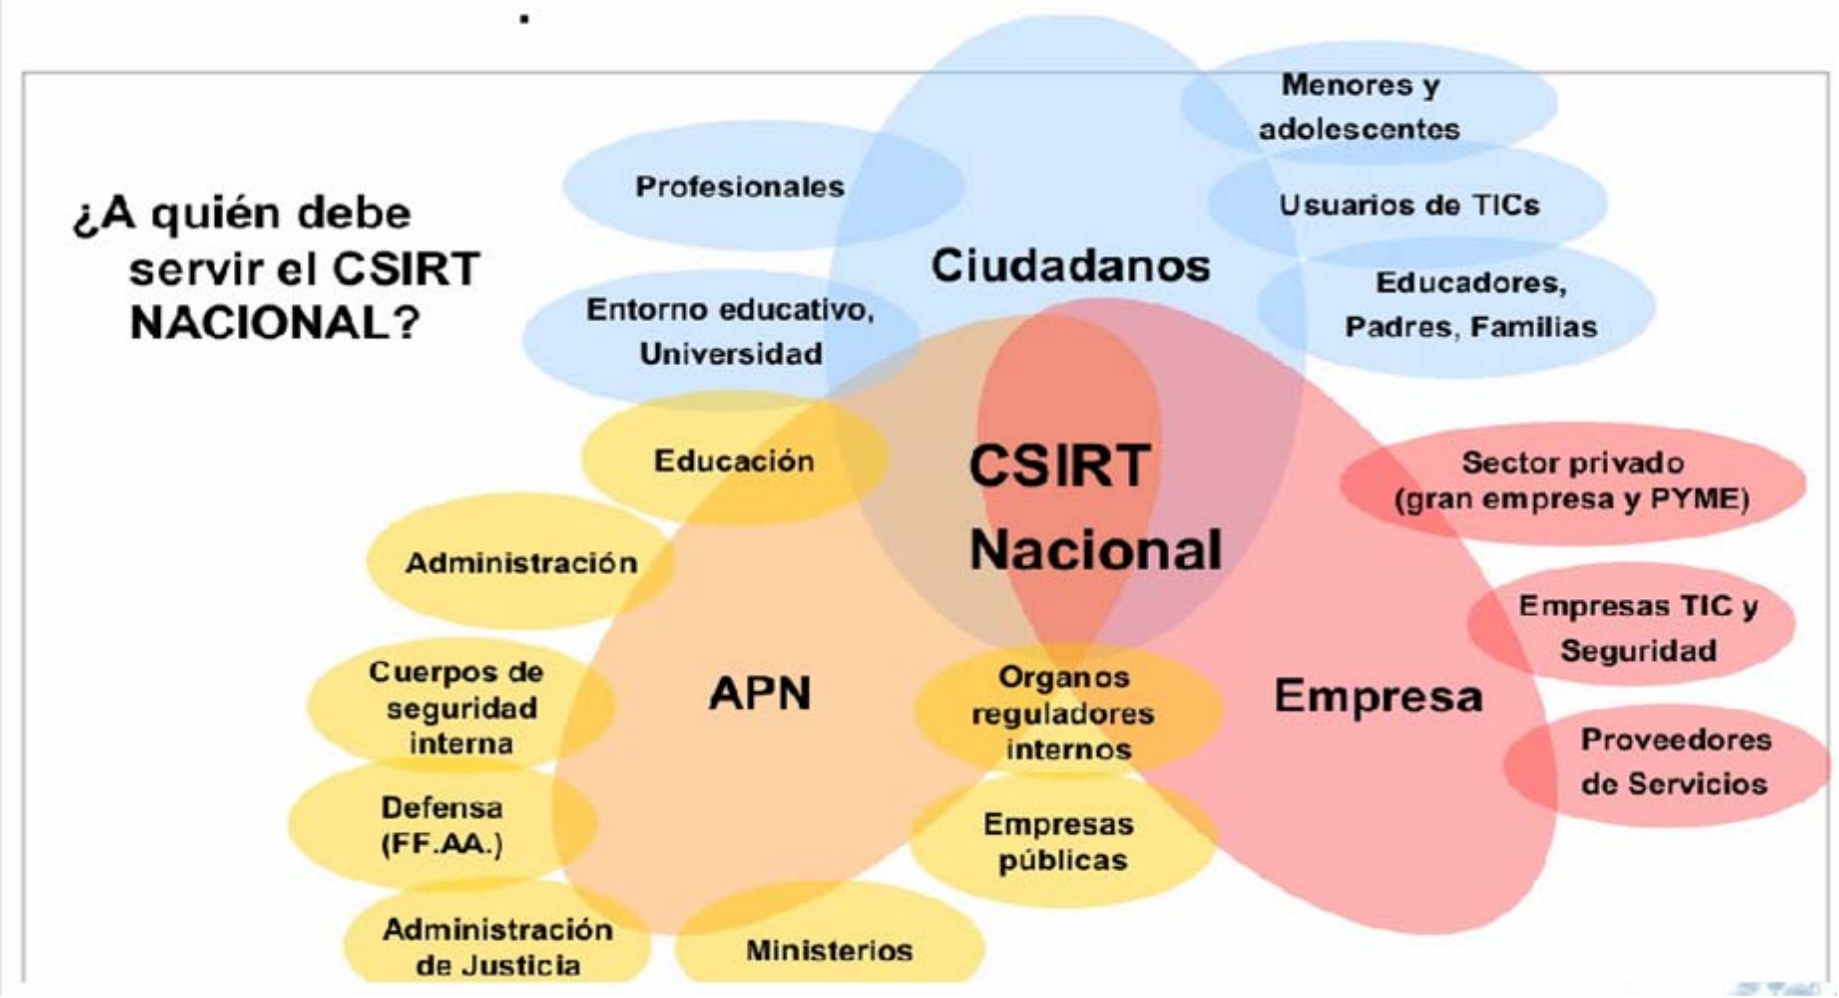 ¿A quién debe
servir el CSIRT
NACIONAL?
Menores y
adolescentes
Profesionales
Usuarios de TICs
Ciudadanos
Educadores,
Padres, Familias
Entorno educativo,
Universidad
Educación
CSIRT
Nacional
Sector privado
(gran empresa y PYME)
Administración
Empresas TIC y
Seguridad
Cuerpos de
seguridad
interna
APN
Organos
reguladores
internos
Empresa
Proveedores
de Servicios
Defensa
(FF.AA.)
Empresas
públicas
Administración
de Justicia
Ministerios